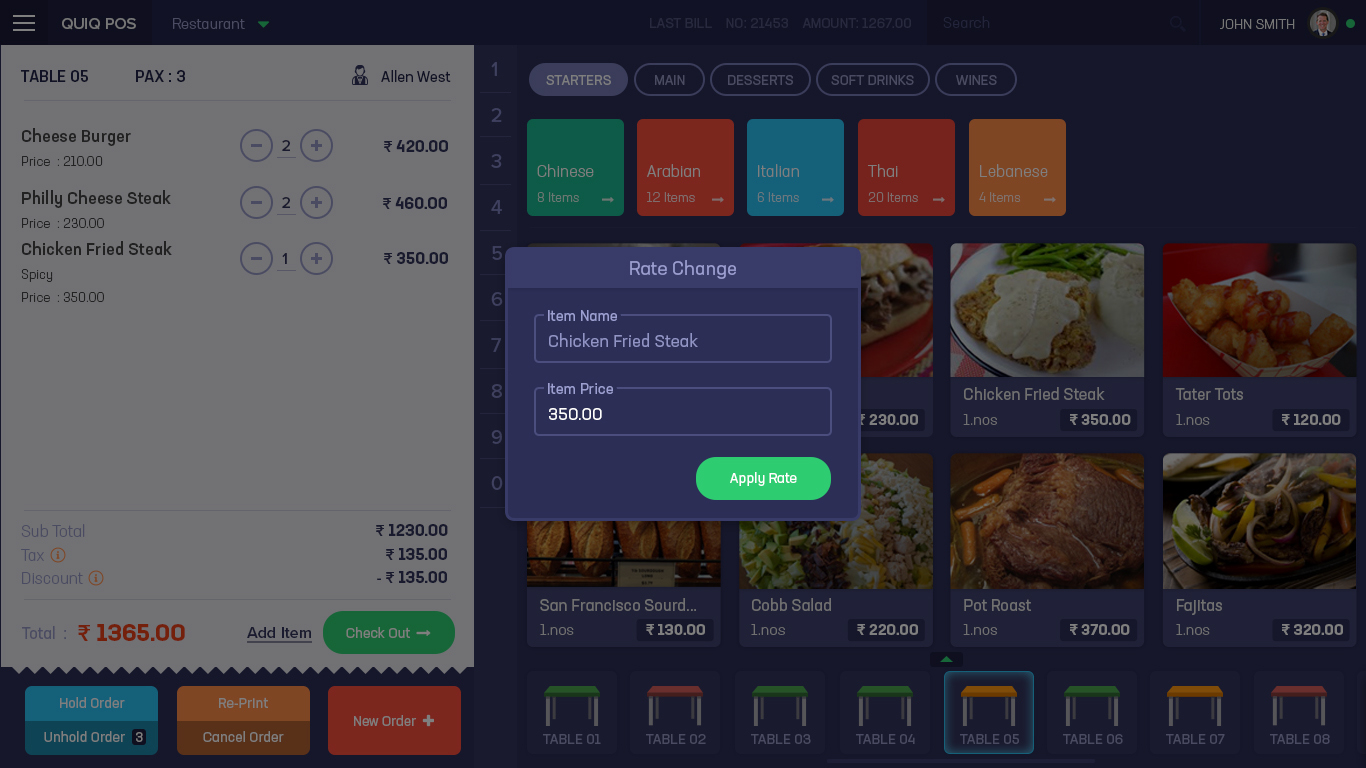 QUIQ POS
Restaurant
LAST BILL NO: 21453 AMOUNT: 1267.00
Search
JOHN SMITH
TABLE 05 PAX : 3
Allen West
Cheese Burger
Price : 210.00
2
₹ 420.00
Philly Cheese Steak
Price : 230.00
2
₹ 460.00
Chicken Fried Steak
Spicy
Price : 350.00
1
₹ 350.00
Sub Total ₹ 1230.00
Tax ₹ 135.00
Discount - ₹ 135.00
Total : ₹ 1365.00
Add Item
Check Out
Hold Order
Unhold Order 3
Re-Print
Cancel Order
New Order
1
2
3
4
5
6
7
8
9
0
STARTERS
MAIN
DESSERTS
SOFT DRINKS
WINES
Chinese
8 Items
Arabian
12 Items
Italian
6 Items
Thai
20 Items
Lebanese
4 Items
Rate Change
Item Name
Chicken Fried Steak
Item Price
350.00
Apply Rate
₹ 230.00
Chicken Fried Steak
1.nos ₹ 350.00
Tater Tots
1.nos ₹ 120.00
San Francisco Sourd...
1.nos ₹ 130.00
Cobb Salad
1.nos ₹ 220.00
Pot Roast
1.nos ₹ 370.00
Fajitas
1.nos ₹ 320.00
TABLE 01
TABLE 02
TABLE 03
TABLE 04
TABLE 05
TABLE 06
TABLE 07
TABLE 08